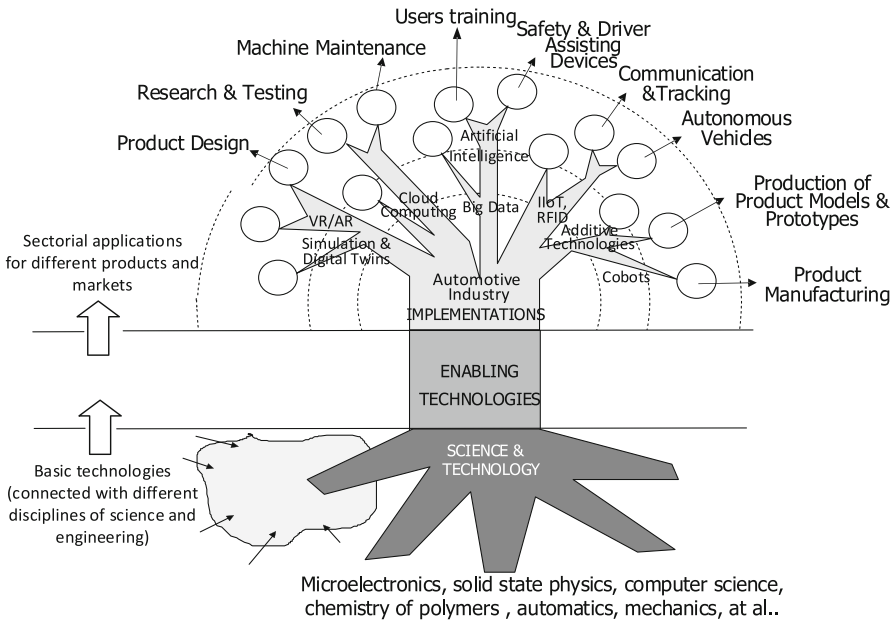 Users training
Safety & Driver
Assisting
Devices
Machine Maintenance
Communication
&Tracking
Research & Testing
Autonomous
Vehicles
Product Design
Artificial
Intelligence
Production of
Product Models &
Prototypes
Cloud
Computing
Big Data
IIoT,
RFID
VR/AR
Additive
Technologies
Simulation &
Digital Twins
Sectorial applications
for different products and
markets
Cobots
Product
Manufacturing
Automotive
Industry
IMPLEMENTATIONS
ENABLING
TECHNOLOGIES
SCIENCE &
TECHNOLOGY
Basic technologies
(connected with different
disciplines of science and
engineering)
Microelectronics, solid state physics, computer science,
chemistry of polymers , automatics, mechanics, at al..